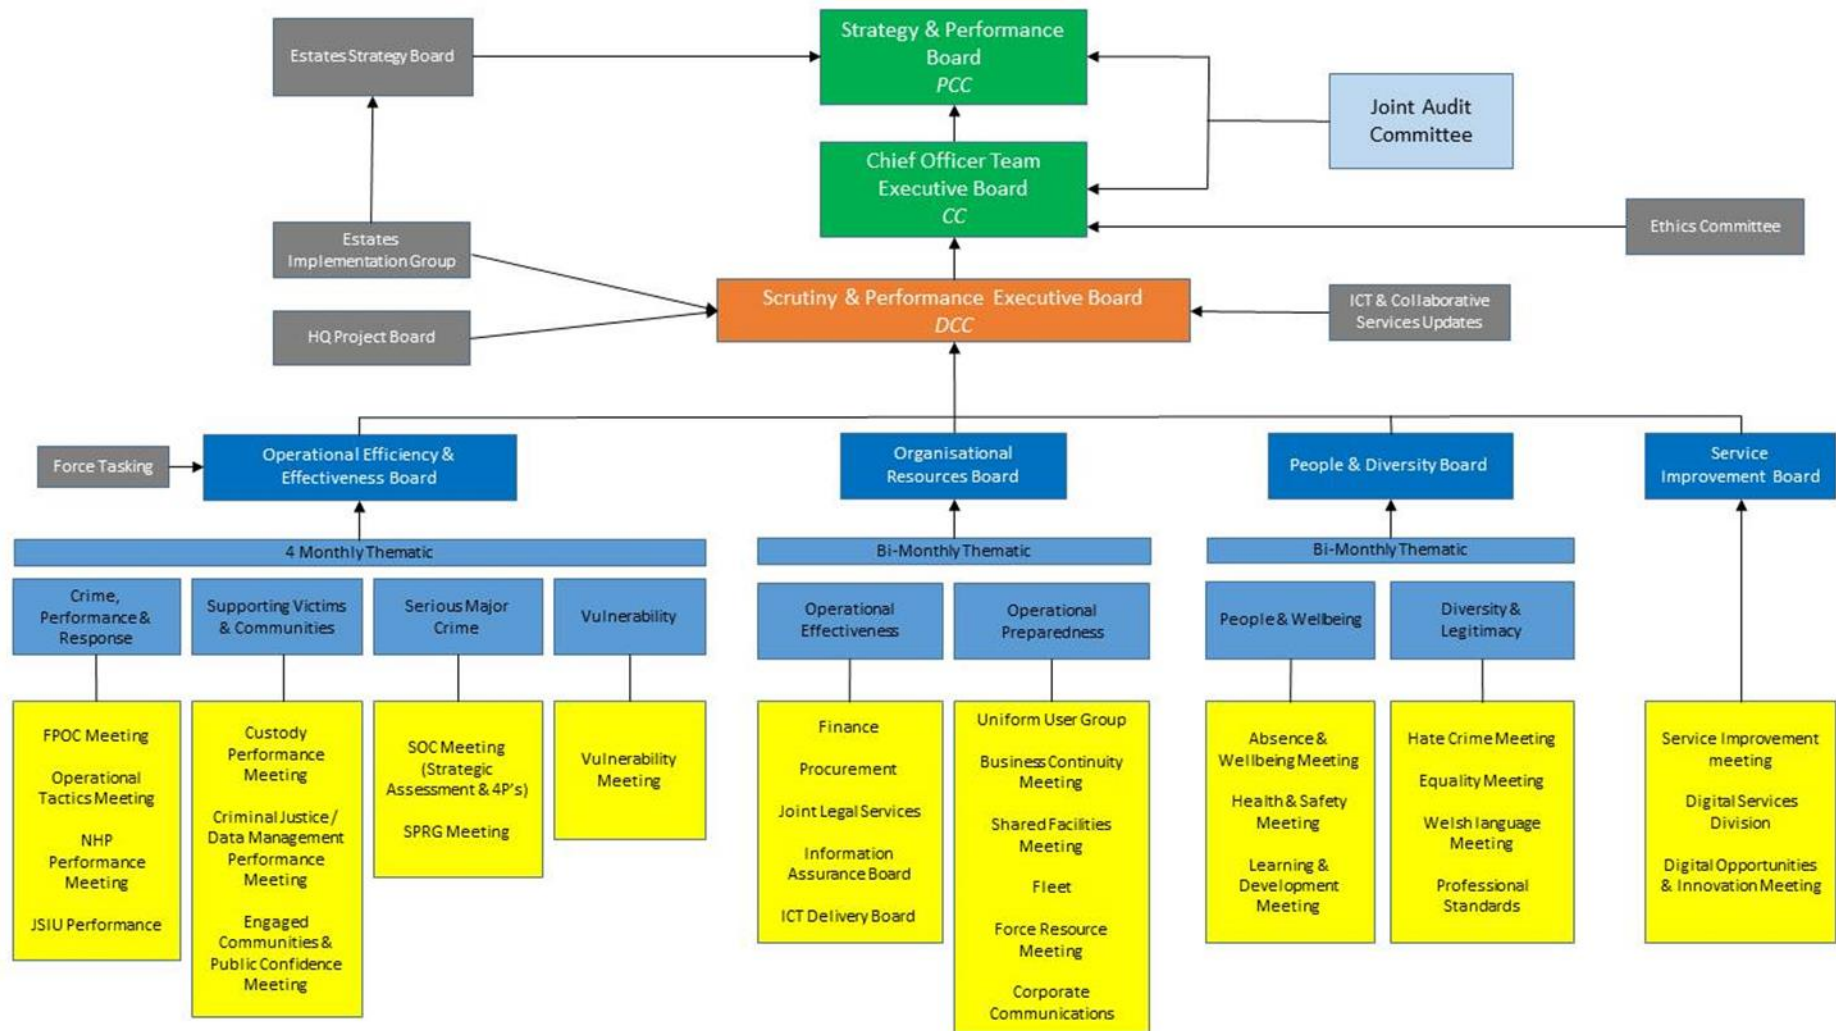 Strategy & Performance
Board
PCC
Estates Strategy Board
Joint Audit
Committee
Chief Officer Team
Executive Board
CC
Estates
Implementation Group
Ethics Committee
Scrutiny & Performance Executive Board
DCC
ICT & Collaborative
Services Updates
HQ Project Board
Force Tasking
Operational Efficiency &
Effectiveness Board
Organisational
Resources Board
People & Diversity Board
Service
Improvement Board
4 Monthly Thematic
Bi-Monthly Thematic
Bi-Monthly Thematic
Crime,
Performance &
Response
Supporting Victims
& Communities
Serious Major
Crime
Vulnerability
Operational
Effectiveness
Operational
Preparedness
People & Wellbeing
Diversity &
Legitimacy
FPOC Meeting
Operational
Tactics Meeting
NHP
Performance
Meeting
JSIU Performance
Custody
Performance
Meeting
Criminal Justice /
Data Management
Performance
Meeting
Engaged
Communities &
Public Confidence
Meeting
SOC Meeting
(Strategic
Assessment & 4P's)
SPRG Meeting
Vulnerability
Meeting
Finance
Procurement
Joint Legal Services
Information
Assurance Board
ICT Delivery Board
Uniform User Group
Business Continuity
Meeting
Shared Facilities
Meeting
Fleet
Force Resource
Meeting
Corporate
Communications
Absence &
Wellbeing Meeting
Health & Safety
Meeting
Learning &
Development
Meeting
Hate Crime Meeting
Equality Meeting
Welsh language
Meeting
Professional
Standards
Service Improvement
meeting
Digital Services
Division
Digital Opportunities
& Innovation Meeting